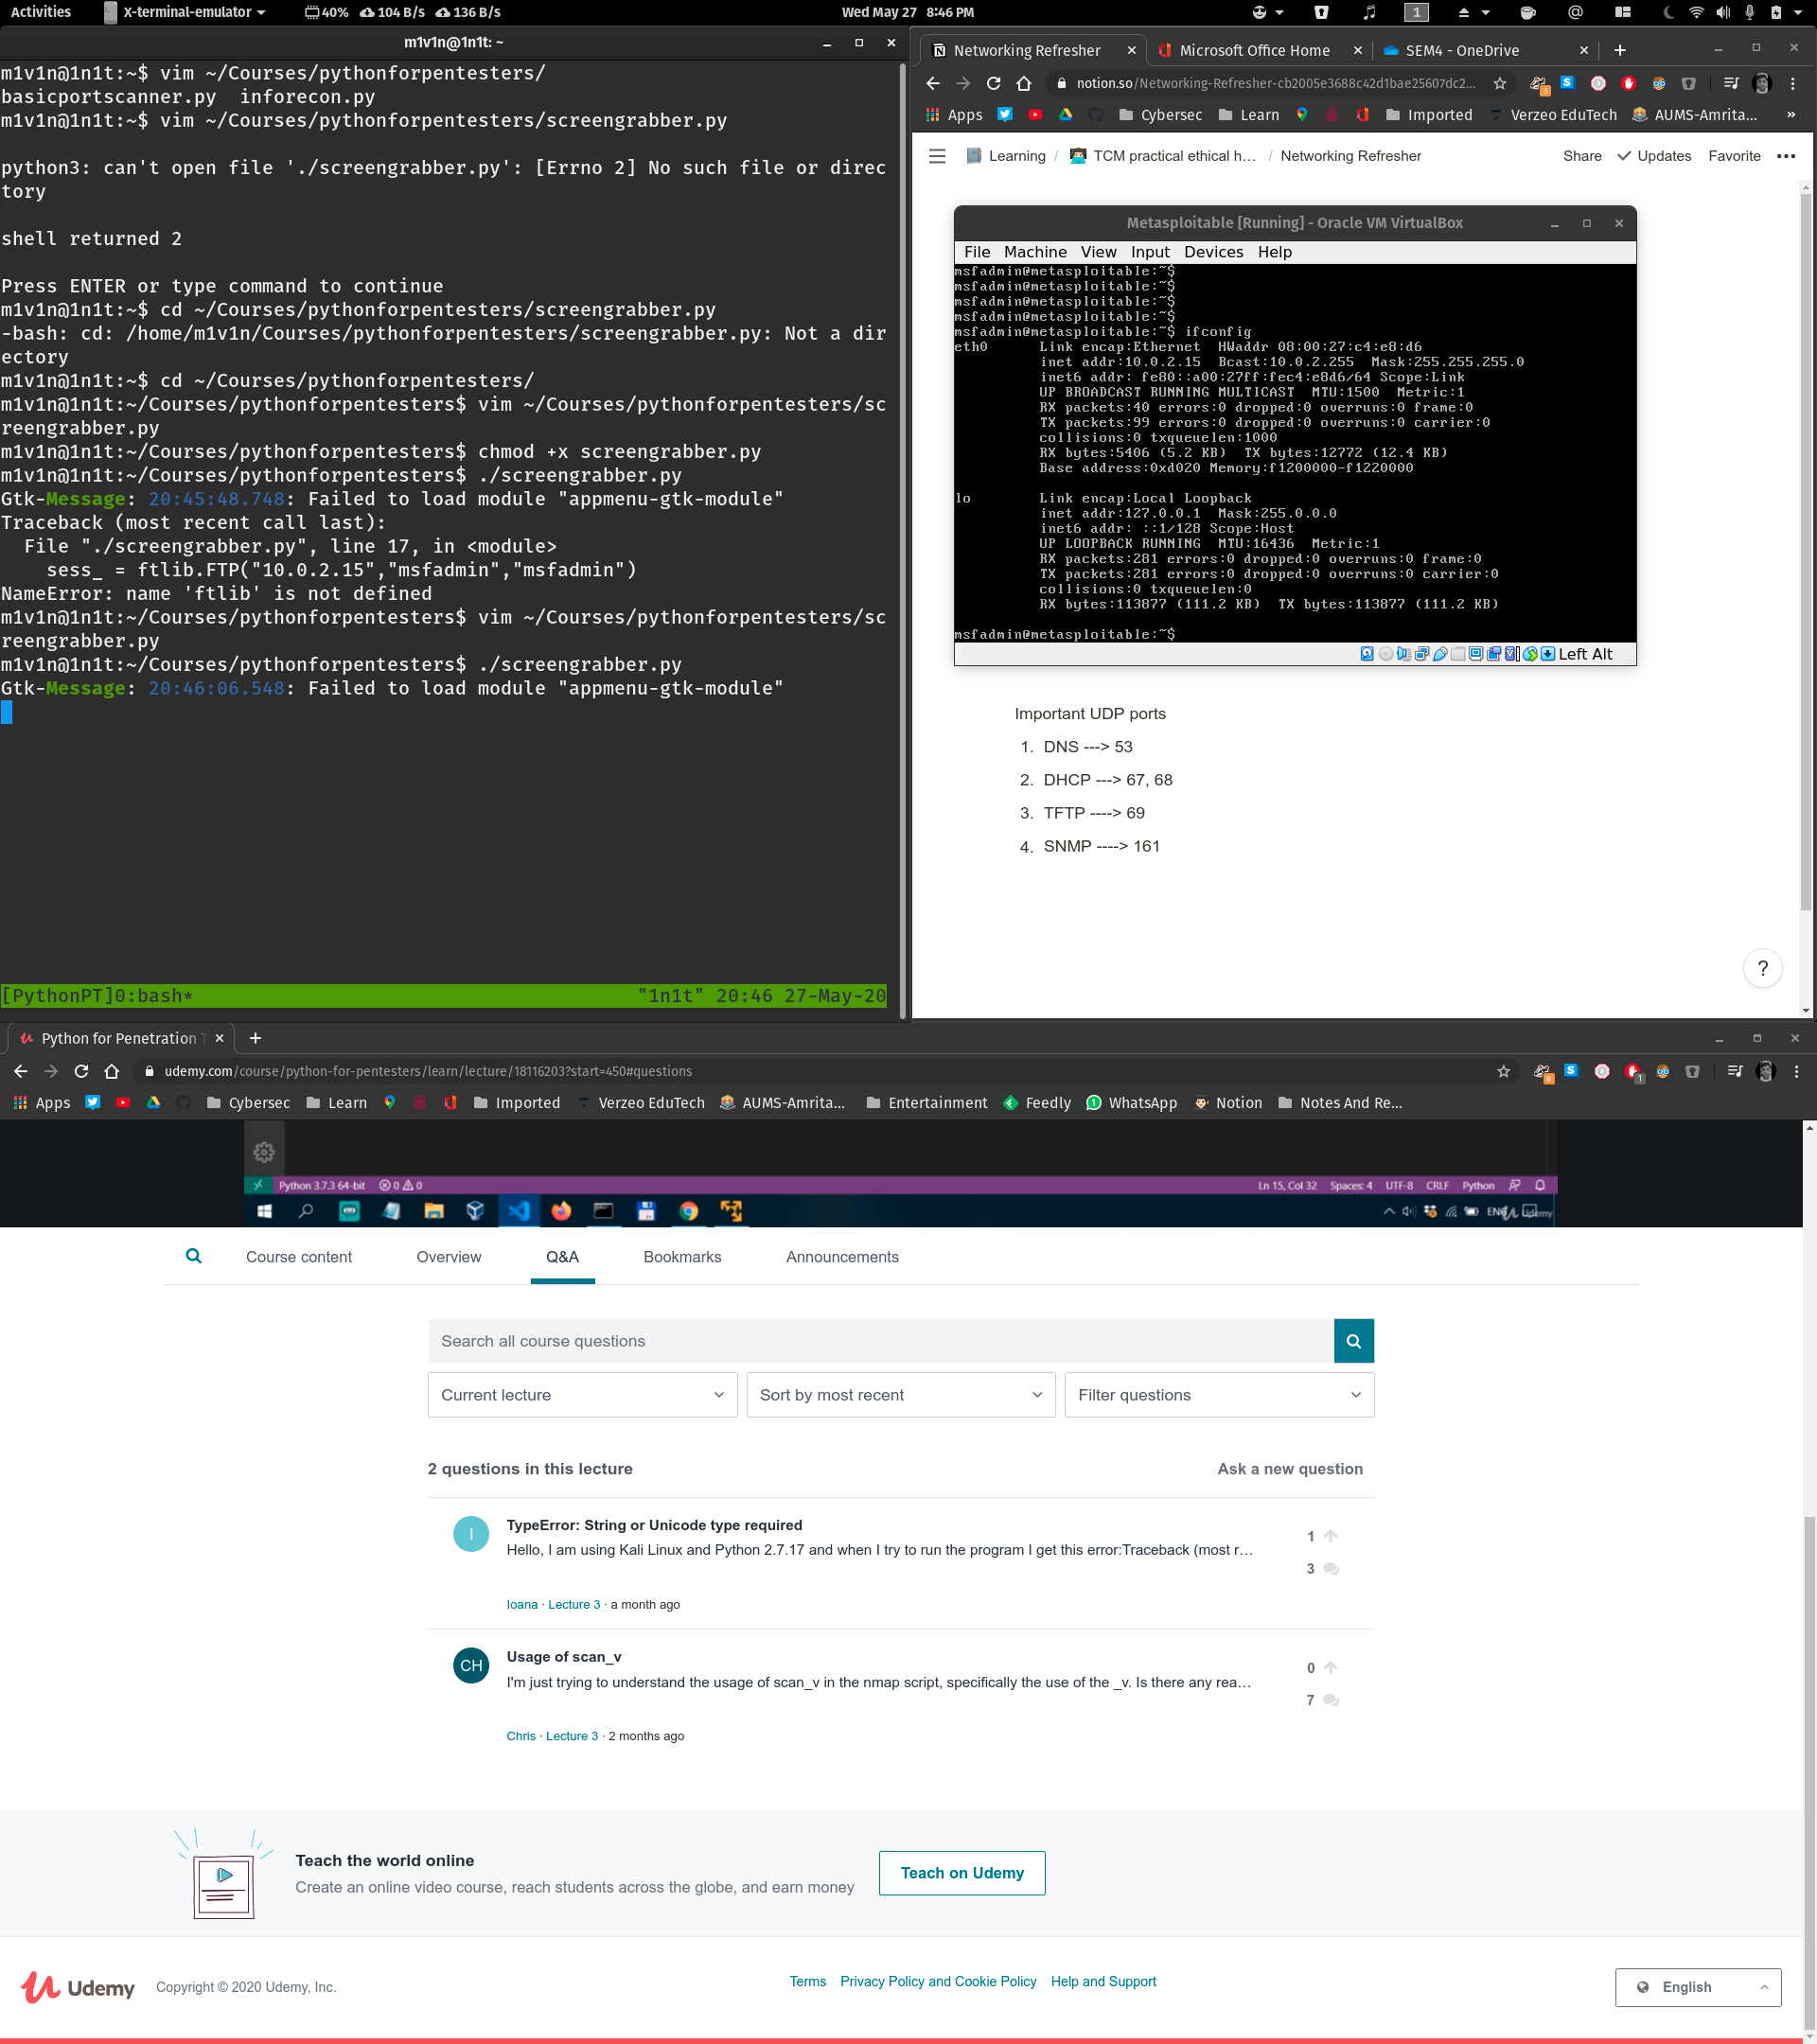 Activities
X-terminal-emulator
40% 104 B/s 136 B/s
Wed May 27 8:46 PM
1
m1v1n@1n1t: ~
m1v1n@1n1t:~$ vim ~/Courses/pythonforpentesters/
basicportscanner.py  inforecon.py
m1v1n@1n1t:~$ vim ~/Courses/pythonforpentesters/screengrabber.py
python3: can't open file './screengrabber.py': [Errno 2] No such file or direc
tory
shell returned 2
Press ENTER or type command to continue
m1v1n@1n1t:~$ cd ~/Courses/pythonforpentesters/screengrabber.py
-bash: cd: /home/m1v1n/Courses/pythonforpentesters/screengrabber.py: Not a dir
ectory
m1v1n@1n1t:~$ cd ~/Courses/pythonforpentesters/
m1v1n@1n1t:~/Courses/pythonforpentesters$ vim ~/Courses/pythonforpentesters/sc
reengrabber.py
m1v1n@1n1t:~/Courses/pythonforpentesters$ chmod +x screengrabber.py
m1v1n@1n1t:~/Courses/pythonforpentesters$ ./screengrabber.py
Gtk-Message: 20:45:48.748: Failed to load module "appmenu-gtk-module"
Traceback (most recent call last):
  File "./screengrabber.py", line 17, in <module>
    sess_ = ftlib.FTP("10.0.2.15","msfadmin","msfadmin")
NameError: name 'ftlib' is not defined
m1v1n@1n1t:~/Courses/pythonforpentesters$ vim ~/Courses/pythonforpentesters/sc
reengrabber.py
m1v1n@1n1t:~/Courses/pythonforpentesters$ ./screengrabber.py
Gtk-Message: 20:46:06.548: Failed to load module "appmenu-gtk-module"
[PythonPT]0:bash* "1n1t" 20:46 27-May-20
Networking Refresher
Microsoft Office Home
SEM4 - OneDrive
notion.so/Networking-Refresher-cb2005e3688c42d1bae25607dc2...
3
Apps Cybersec Learn Imported Verzeo EduTech AUMS-Amrita... »
Learning / TCM practical ethical h... / Networking Refresher
Share Updates Favorite
Metasploitable [Running] - Oracle VM VirtualBox
File Machine View Input Devices Help
msfadmin@metasploitable:~$
msfadmin@metasploitable:~$
msfadmin@metasploitable:~$
msfadmin@metasploitable:~$
msfadmin@metasploitable:~$ ifconfig
eth0      Link encap:Ethernet  HWaddr 08:00:27:c4:e8:d6
inet addr:10.0.2.15  Bcast:10.0.2.255  Mask:255.255.255.0
inet6 addr: fe80::a00:27ff:fec4:e8d6/64 Scope:Link
UP BROADCAST RUNNING MULTICAST  MTU:1500  Metric:1
RX packets:40 errors:0 dropped:0 overruns:0 frame:0
TX packets:99 errors:0 dropped:0 overruns:0 carrier:0
collisions:0 txqueuelen:1000
RX bytes:5406 (5.2 KB)  TX bytes:12772 (12.4 KB)
Base address:0xd020 Memory:f1200000-f1220000
lo        Link encap:Local Loopback
inet addr:127.0.0.1  Mask:255.0.0.0
inet6 addr: ::1/128 Scope:Host
UP LOOPBACK RUNNING  MTU:16436  Metric:1
RX packets:281 errors:0 dropped:0 overruns:0 frame:0
TX packets:281 errors:0 dropped:0 overruns:0 carrier:0
collisions:0 txqueuelen:0
RX bytes:113877 (111.2 KB)  TX bytes:113877 (111.2 KB)
msfadmin@metasploitable:~$
Left Alt
Important UDP ports
1. DNS ---> 53
2. DHCP ---> 67, 68
3. TFTP ----> 69
4. SNMP ----> 161
?
Python for Penetration T
udemy.com/course/python-for-pentesters/learn/lecture/18116203?start=450#questions
8
1
Apps Cybersec Learn Imported Verzeo EduTech AUMS-Amrita... Entertainment Feedly WhatsApp Notion Notes And Re...
Python 3.7.3 64-bit 0 0
Ln 15, Col 32 Spaces: 4 UTF-8 CRLF Python
Udemy
Course content
Overview
Q&A
Bookmarks
Announcements
Search all course questions
Current lecture
Sort by most recent
Filter questions
2 questions in this lecture
Ask a new question
I
TypeError: String or Unicode type required
1
Hello, I am using Kali Linux and Python 2.7.17 and when I try to run the program I get this error:Traceback (most r...
3
Ioana · Lecture 3 · a month ago
CH
Usage of scan_v
0
I'm just trying to understand the usage of scan_v in the nmap script, specifically the use of the _v. Is there any rea...
7
Chris · Lecture 3 · 2 months ago
Teach the world online
Create an online video course, reach students across the globe, and earn money
Teach on Udemy
Udemy
Copyright © 2020 Udemy, Inc.
Terms
Privacy Policy and Cookie Policy
Help and Support
English